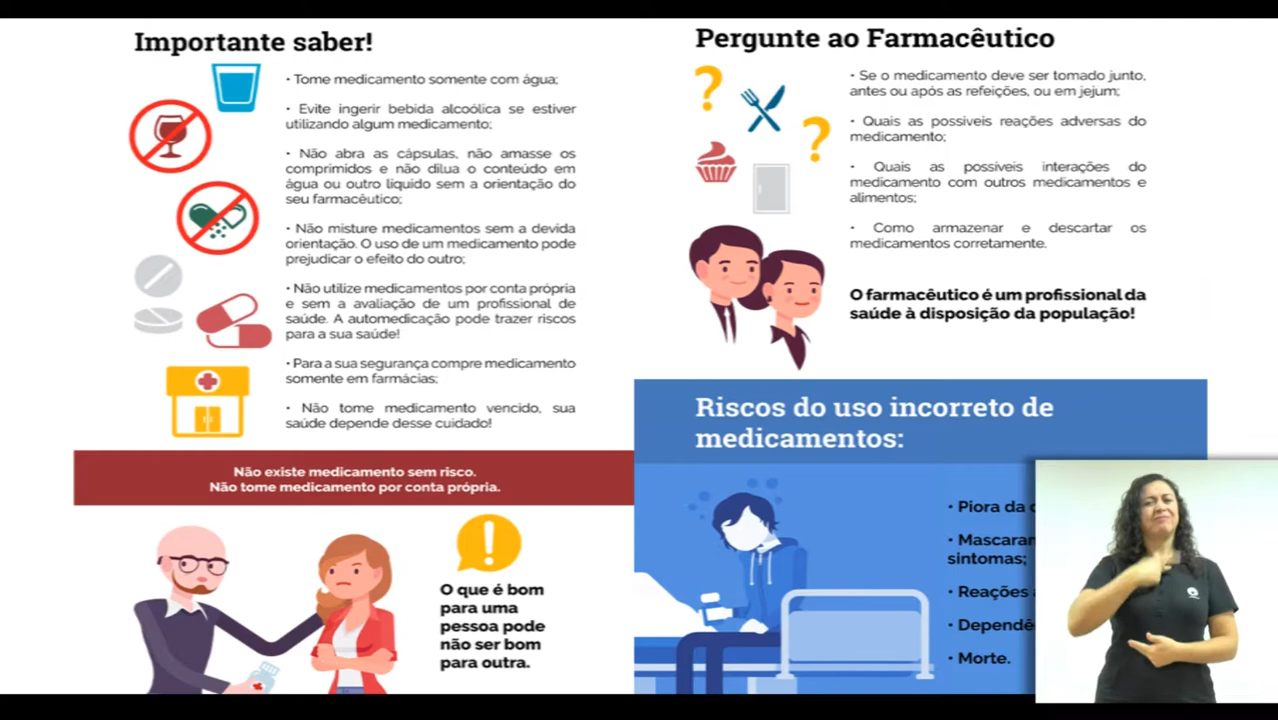 Importante saber!
• Tome medicamento somente com água;
• Evite ingerir bebida alcoólica se estiver
utilizando algum medicamento;
• Não abra as cápsulas, não amasse os
comprimidos e não dilua o conteúdo em
água ou outro líquido sem a orientação do
seu farmacêutico;
• Não misture medicamentos sem a devida
orientação. O uso de um medicamento pode
prejudicar o efeito do outro;
• Não utilize medicamentos por conta própria
e sem a avaliação de um profissional de
saúde. A automedicação pode trazer riscos
para a sua saúde!
• Para a sua segurança compre medicamento
somente em farmácias;
• Não tome medicamento vencido, sua
saúde depende desse cuidado!
Não existe medicamento sem risco.
Não tome medicamento por conta própria.
O que é bom
para uma
pessoa pode
não ser bom
para outra.
Pergunte ao Farmacêutico
• Se o medicamento deve ser tomado junto,
antes ou após as refeições, ou em jejum;
• Quais as possíveis reações adversas do
medicamento;
• Quais as possíveis interações do
medicamento com outros medicamentos e
alimentos;
• Como armazenar e descartar os
medicamentos corretamente.
O farmacêutico é um profissional da
saúde à disposição da população!
Riscos do uso incorreto de
medicamentos:
• Piora da
• Mascaram
sintomas;
• Reações
• Dependê
• Morte.